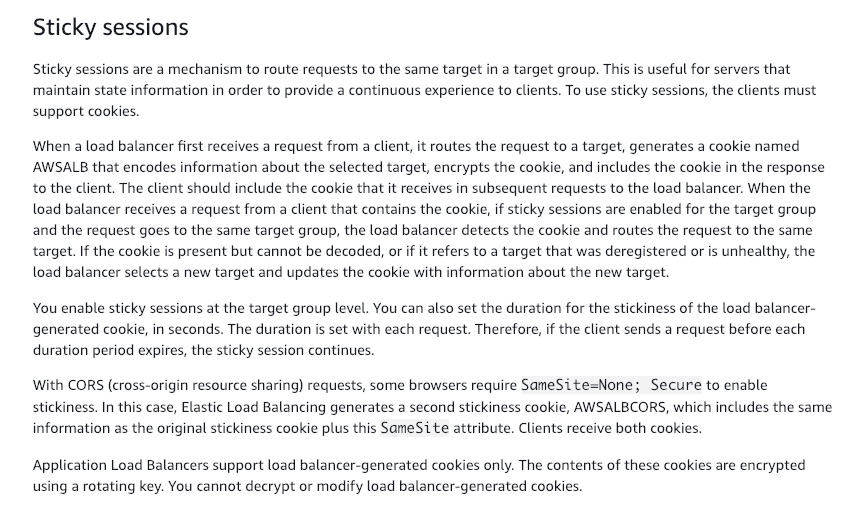 Sticky sessions
Sticky sessions are a mechanism to route requests to the same target in a target group. This is useful for servers that
maintain state information in order to provide a continuous experience to clients. To use sticky sessions, the clients must
support cookies.
When a load balancer first receives a request from a client, it routes the request to a target, generates a cookie named
AWSALB that encodes information about the selected target, encrypts the cookie, and includes the cookie in the response
to the client. The client should include the cookie that it receives in subsequent requests to the load balancer. When the
load balancer receives a request from a client that contains the cookie, if sticky sessions are enabled for the target group
and the request goes to the same target group, the load balancer detects the cookie and routes the request to the same
target. If the cookie is present but cannot be decoded, or if it refers to a target that was deregistered or is unhealthy, the
load balancer selects a new target and updates the cookie with information about the new target.
You enable sticky sessions at the target group level. You can also set the duration for the stickiness of the load balancer-
generated cookie, in seconds. The duration is set with each request. Therefore, if the client sends a request before each
duration period expires, the sticky session continues.
With CORS (cross-origin resource sharing) requests, some browsers require SameSite=None; Secure to enable
stickiness. In this case, Elastic Load Balancing generates a second stickiness cookie, AWSALBCORS, which includes the same
information as the original stickiness cookie plus this SameSite attribute. Clients receive both cookies.
Application Load Balancers support load balancer-generated cookies only. The contents of these cookies are encrypted
using a rotating key. You cannot decrypt or modify load balancer-generated cookies.